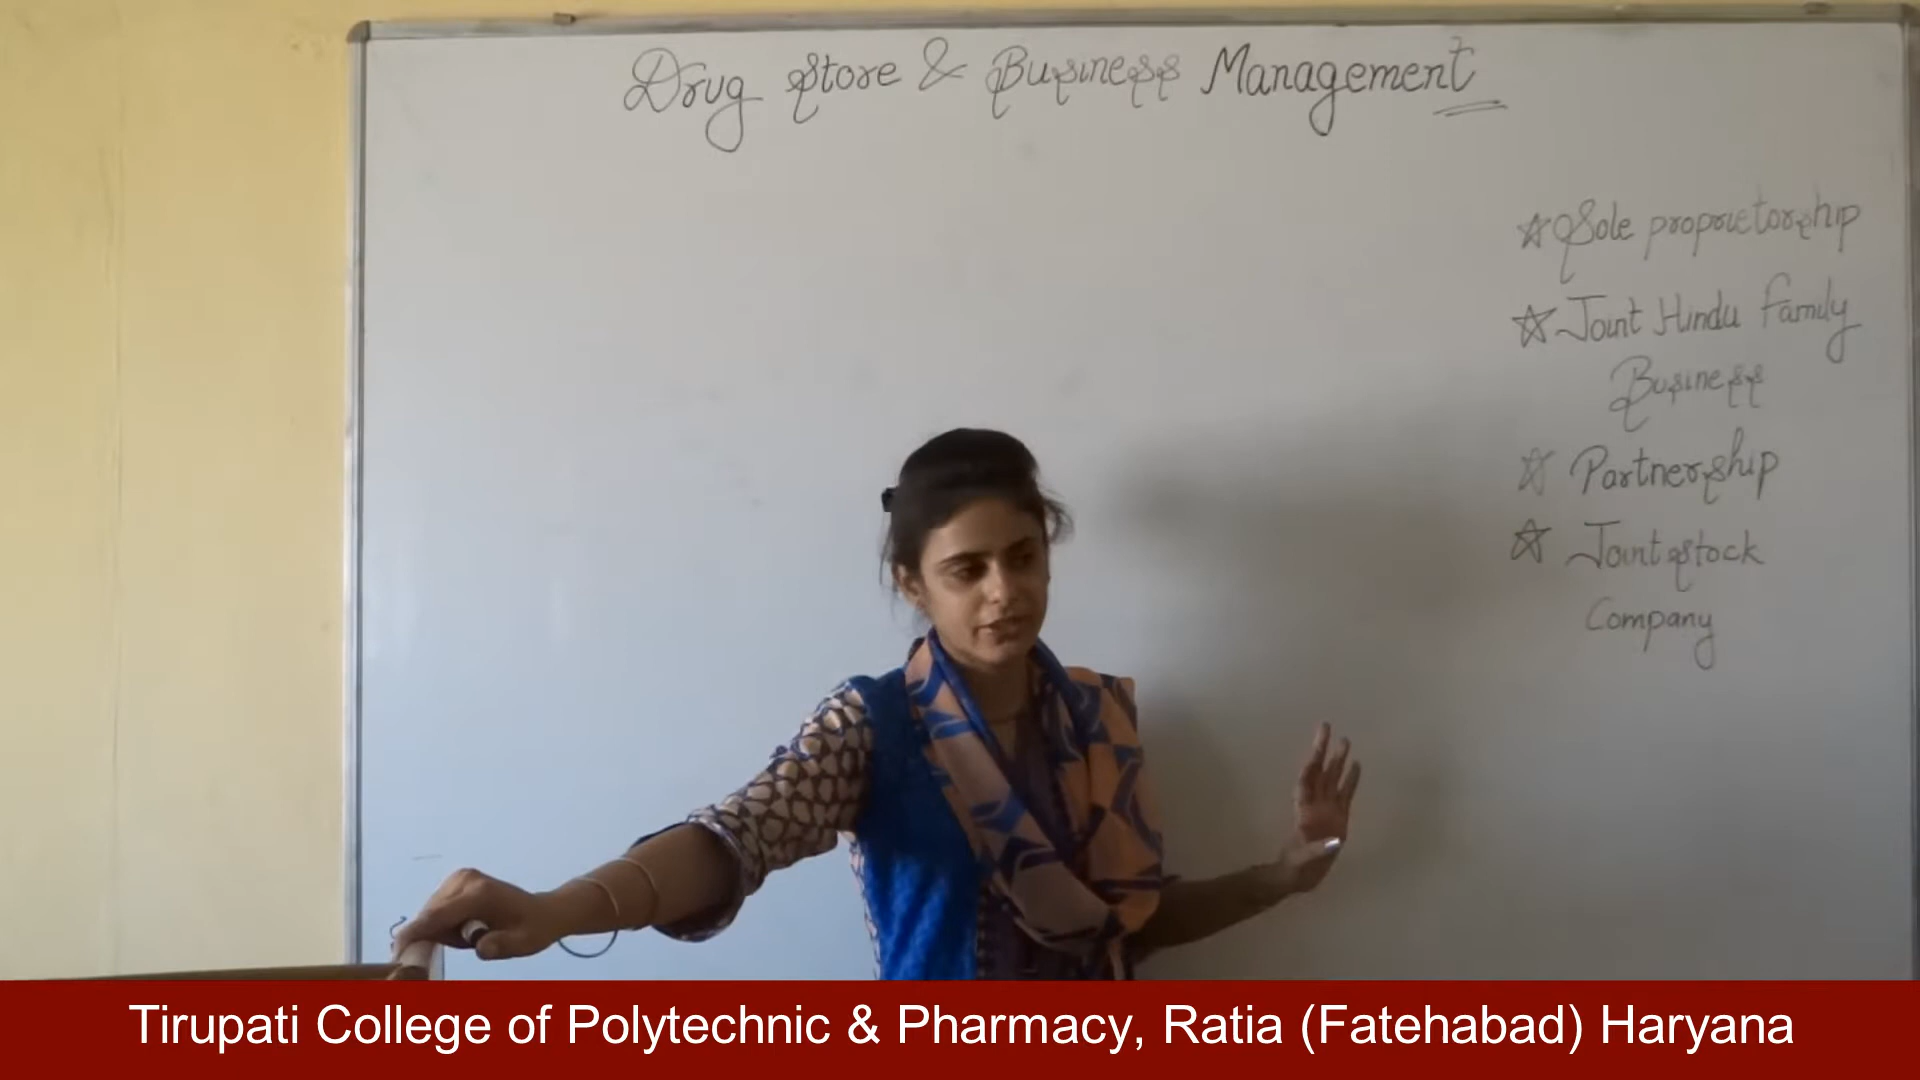 Drug Store & Business Management
☆ Sole proprietorship
☆ Joint Hindu Family
Business
☆ Partnership
☆ Joint stock
Company
Tirupati College of Polytechnic & Pharmacy, Ratia (Fatehabad) Haryana